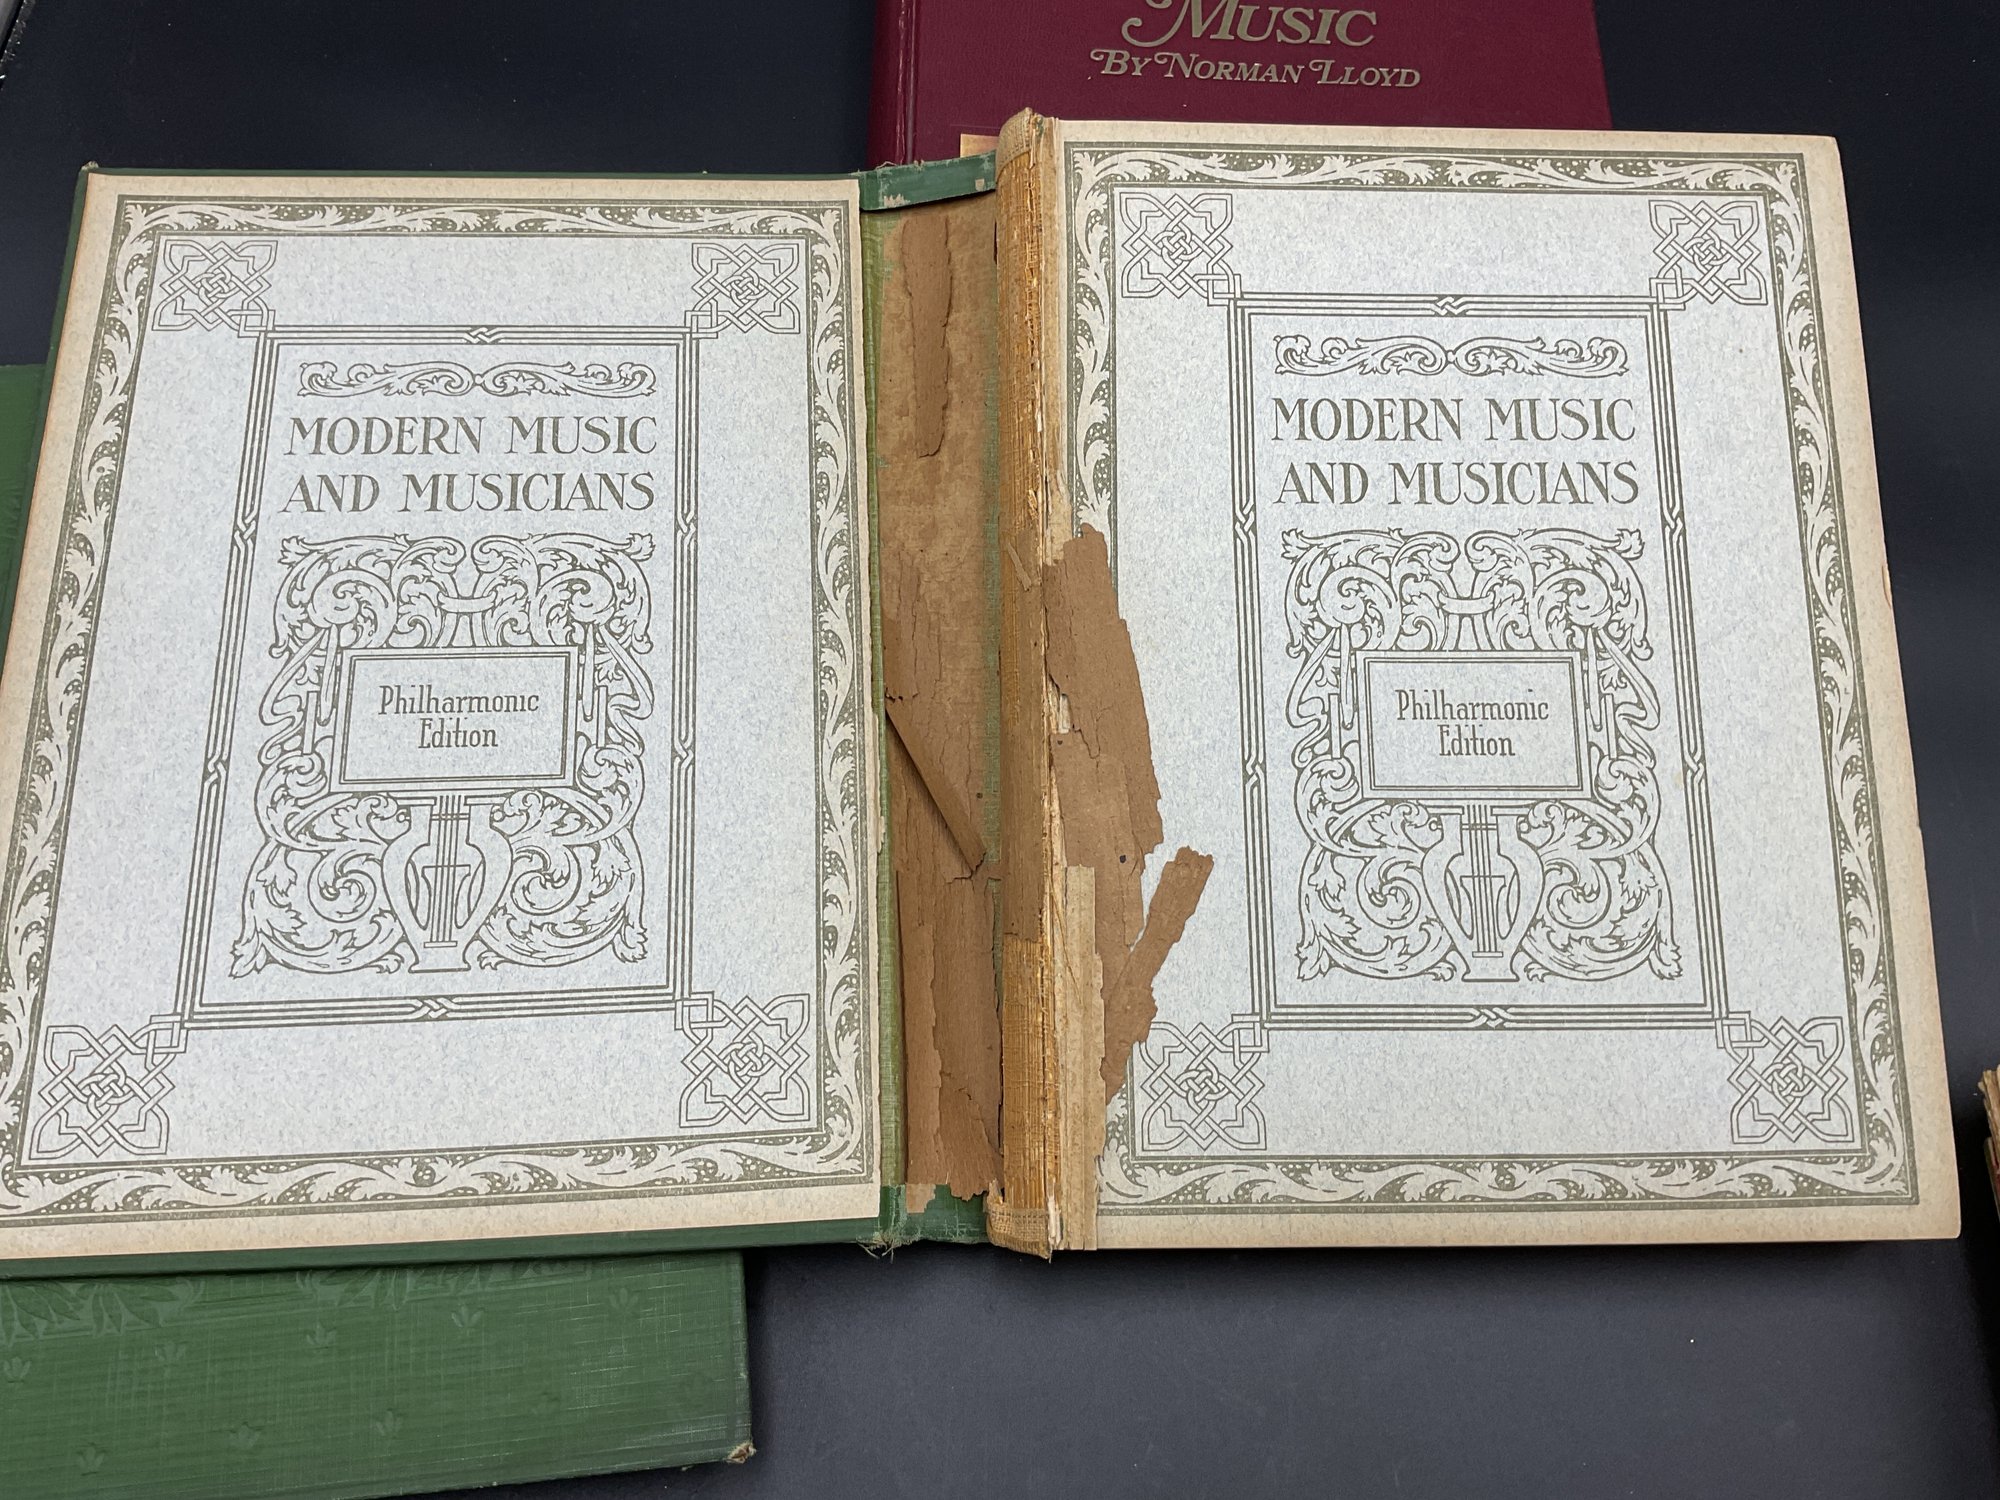 MUSIC
BY NORMAN LLOYD
MODERN MUSIC
AND MUSICIANS
Philharmonic
Edition
MODERN MUSIC
AND MUSICIANS
Philharmonic
Edition